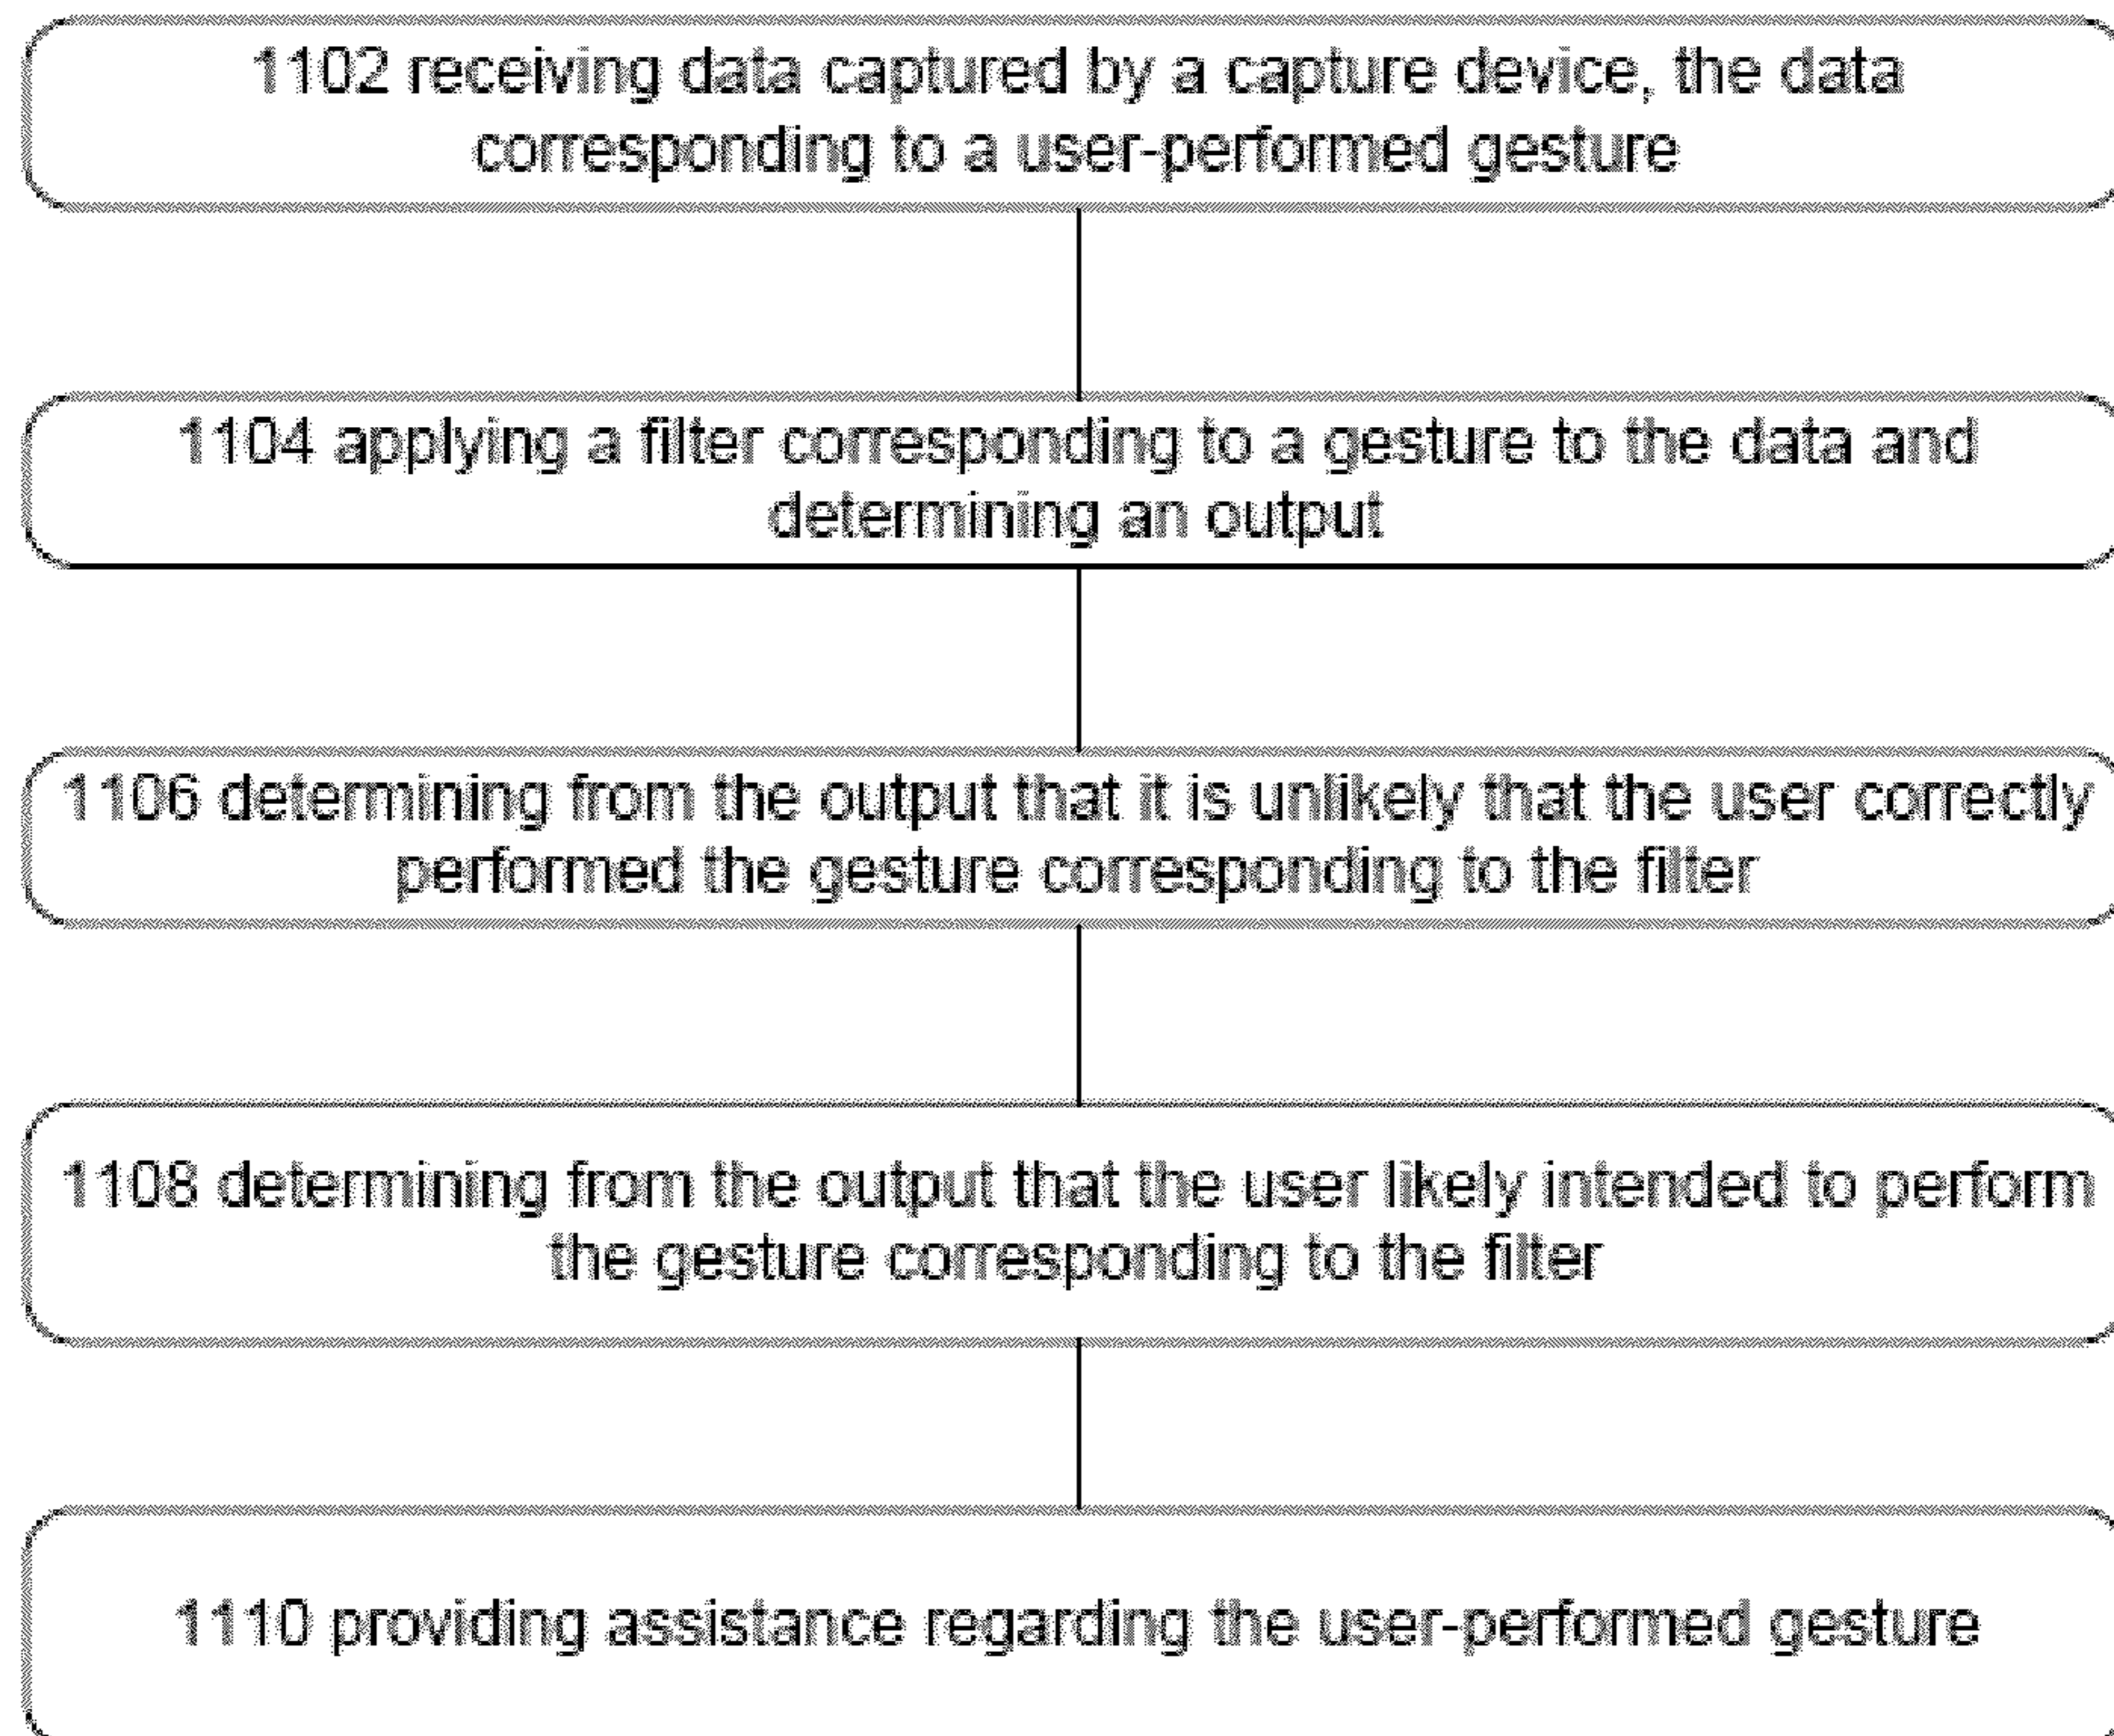 1102 receiving data captured by a capture device, the data
corresponding to a user-performed gesture
1104 applying a filter corresponding to a gesture to the data and
determining an output
1106 determining from the output that it is unlikely that the user correctly
performed the gesture corresponding to the filter
1108 determining from the output that the user likely intended to perform
the gesture corresponding to the filter
1110 providing assistance regarding the user-performed gesture